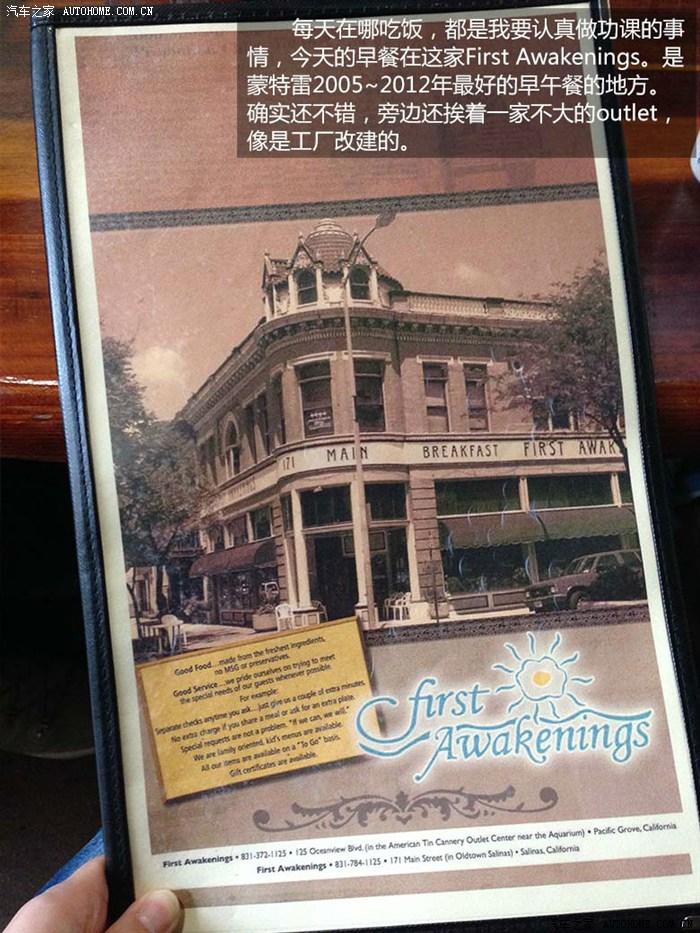 汽车之家 AUTOHOME.COM.CN
每天在哪吃饭，都是我要认真做功课的事
情，今天的早餐在这家First Awakenings。是
蒙特雷2005~2012年最好的早午餐的地方。
确实还不错，旁边还挨着一家不大的outlet，
像是工厂改建的。
171 MAIN BREAKFAST FIRST AWAK
Good Food...made from the freshest ingredients,
no MSG or preservatives.
Good Service...we pride ourselves on trying to meet
the special needs of our guests whenever possible.
For example:
Separate checks anytime you ask...just give us a couple of extra minutes.
No extra charge if you share a meal or ask for an extra plate.
Special requests are not a problem. "If we can, we will."
We are family oriented, kid's menus are available.
All our items are available on a "To Go" basis.
Gift certificates are available.
first
Awakenings
First Awakenings • 831-372-1125 • 125 Oceanview Blvd. (in the American Tin Cannery Outlet Center near the Aquarium) • Pacific Grove, California
First Awakenings • 831-784-1125 • 171 Main Street (in Oldtown Salinas) • Salinas, California
汽车之家 AUTOHOME.COM.CN